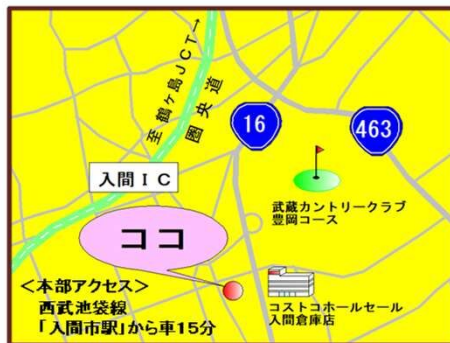 至鶴ヶ島JCT→
圏央道
16
463
入間IC
武蔵カントリークラブ
豊岡コース
ココ
<本部アクセス>
西武池袋線
「入間市駅」から車15分
コストコホールセール
入間倉庫店